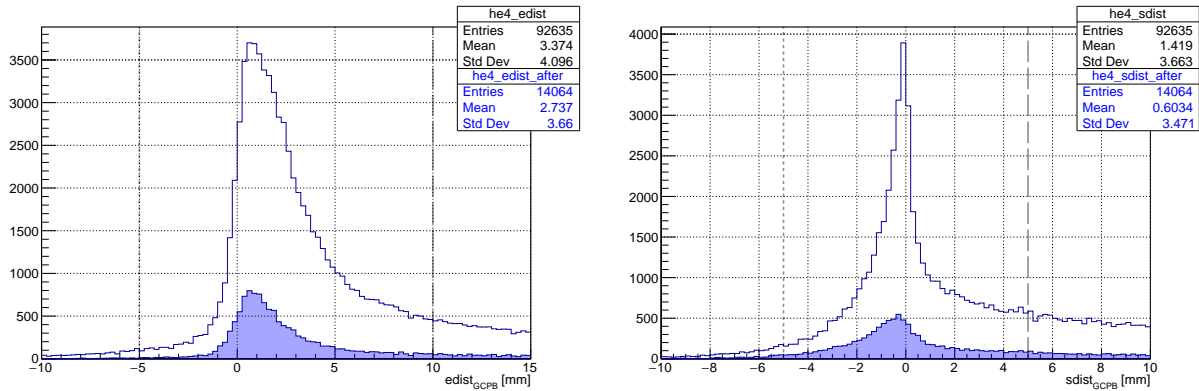 he4_edist
Entries 92635
Mean 3.374
Std Dev 4.096
he4_edist_after
Entries 14064
Mean 2.737
Std Dev 3.66
3500
3000
2500
2000
1500
1000
500
0
−10 −5 0 5 10 15
edist_GCPB [mm]
he4_sdist
Entries 92635
Mean 1.419
Std Dev 3.663
he4_sdist_after
Entries 14064
Mean 0.6034
Std Dev 3.471
4000
3500
3000
2500
2000
1500
1000
500
0
−10 −8 −6 −4 −2 0 2 4 6 8 10
sdist_GCPB [mm]